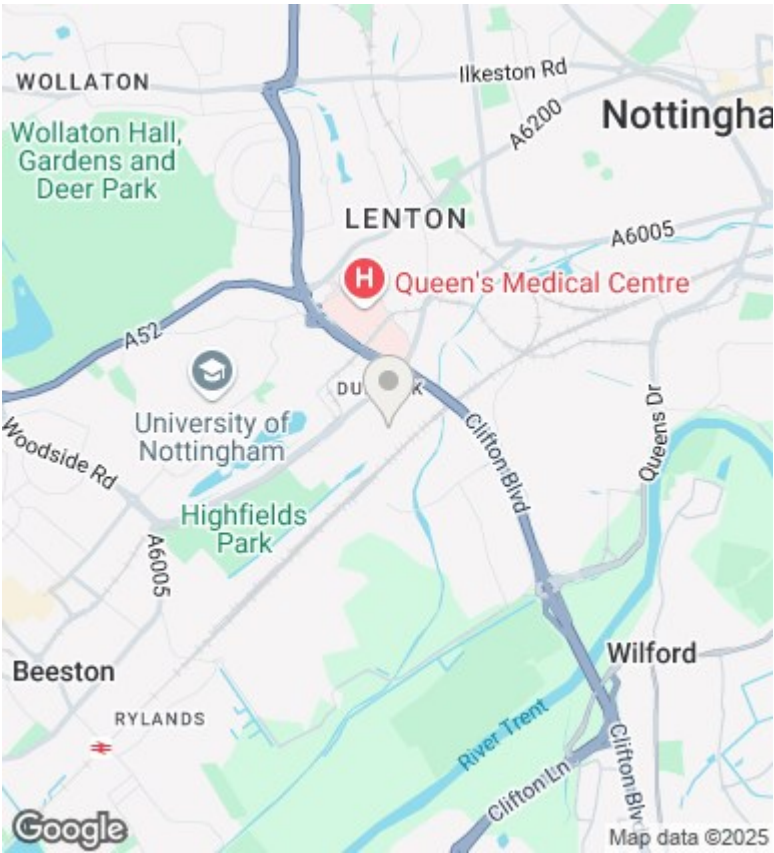 WOLLATON
Ilkeston Rd
Nottingha
Wollaton Hall,
Gardens and
Deer Park
A6200
LENTON
A6005
H
Queen's Medical Centre
A52
DU
K
University of
Nottingham
Clifton Blvd
Queens Dr
Woodside Rd
Highfields
Park
A6005
Wilford
Beeston
RYLANDS
River Trent
Clifton Ln
Clifton Blvd
Google
Map data ©2025